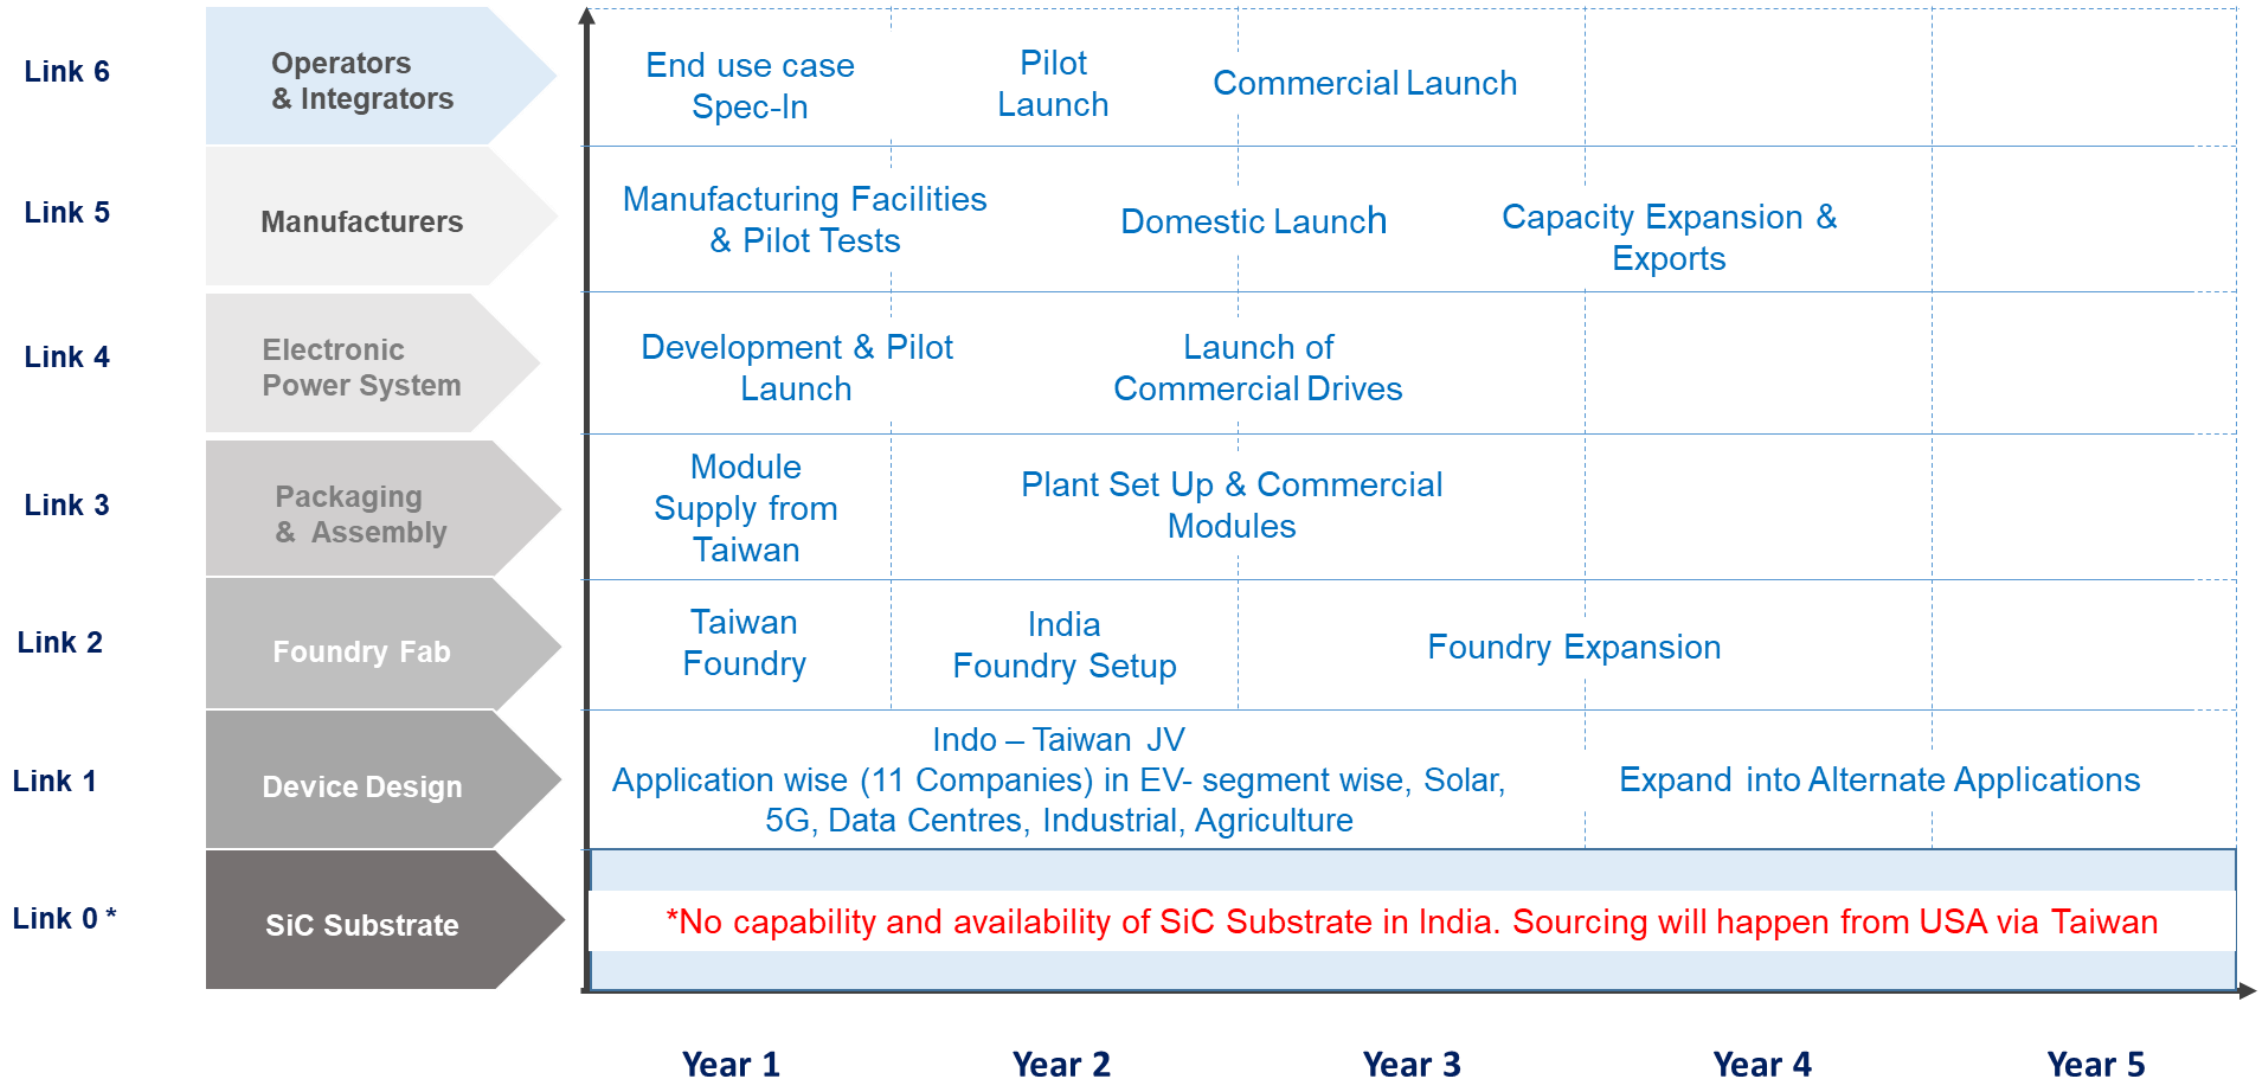 Link 6
Operators
& Integrators
End use case
Spec-In
Pilot
Launch
Commercial Launch
Link 5
Manufacturers
Manufacturing Facilities
& Pilot Tests
Domestic Launch
Capacity Expansion &
Exports
Link 4
Electronic
Power System
Development & Pilot
Launch
Launch of
Commercial Drives
Link 3
Packaging
& Assembly
Module
Supply from
Taiwan
Plant Set Up & Commercial
Modules
Link 2
Foundry Fab
Taiwan
Foundry
India
Foundry Setup
Foundry Expansion
Link 1
Device Design
Indo – Taiwan JV
Application wise (11 Companies) in EV- segment wise, Solar,
5G, Data Centres, Industrial, Agriculture
Expand into Alternate Applications
Link 0 *
SiC Substrate
*No capability and availability of SiC Substrate in India. Sourcing will happen from USA via Taiwan
Year 1
Year 2
Year 3
Year 4
Year 5